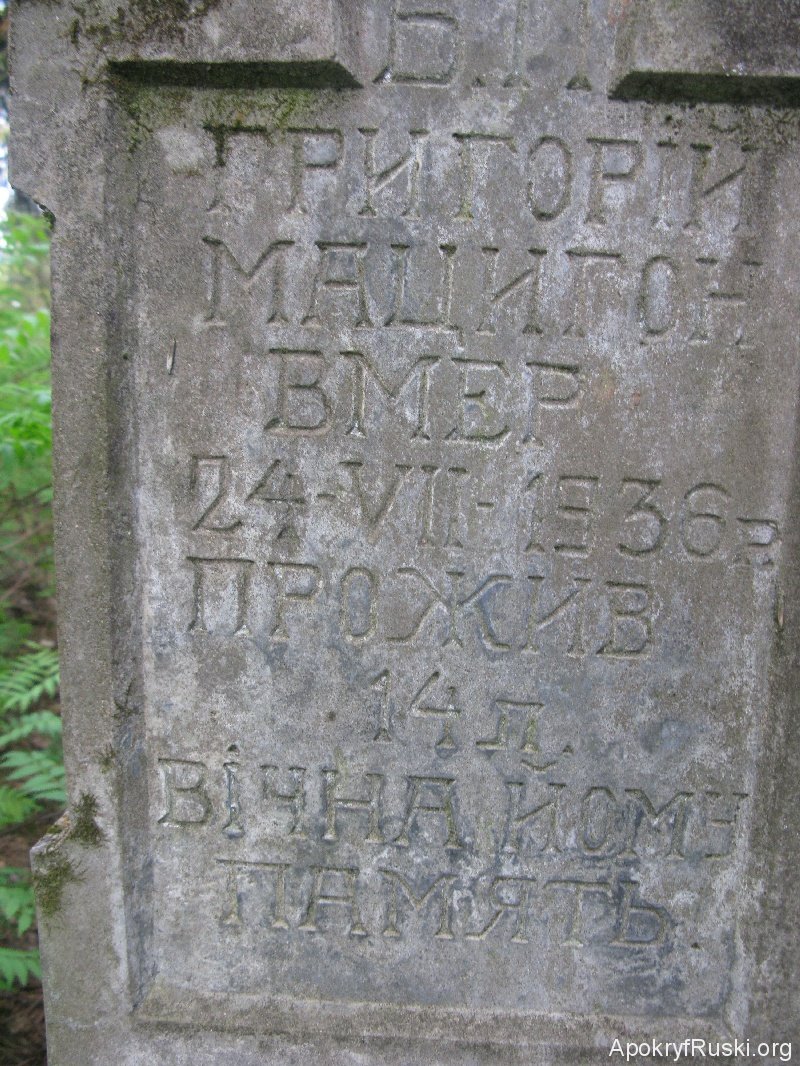 Б.П.
ГРИГОРІЙ
МАЦИГОН
ВМЕР
24-VII-1936р
ПРОЖИВ
14 л.
ВІЧНА ЙОМУ
ПАМЯТЬ
ApokryfRuski.org